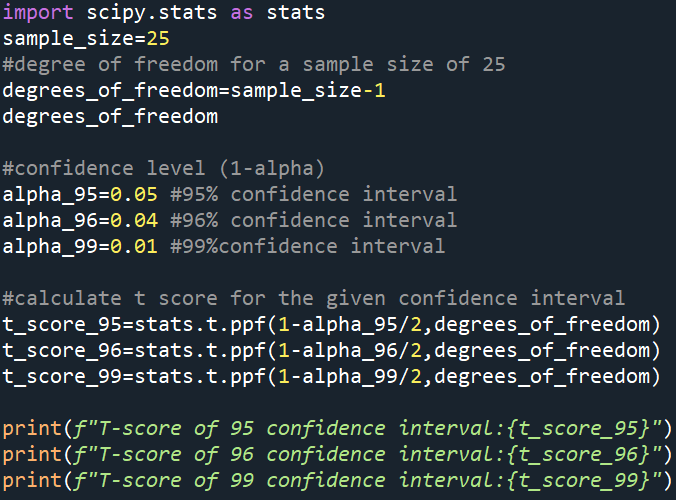 import scipy.stats as stats
sample_size=25
#degree of freedom for a sample size of 25
degrees_of_freedom=sample_size-1
degrees_of_freedom
#confidence level (1-alpha)
alpha_95=0.05 #95% confidence interval
alpha_96=0.04 #96% confidence interval
alpha_99=0.01 #99%confidence interval
#calculate t score for the given confidence interval
t_score_95=stats.t.ppf(1-alpha_95/2,degrees_of_freedom)
t_score_96=stats.t.ppf(1-alpha_96/2,degrees_of_freedom)
t_score_99=stats.t.ppf(1-alpha_99/2,degrees_of_freedom)
print(f"T-score of 95 confidence interval:{t_score_95}")
print(f"T-score of 96 confidence interval:{t_score_96}")
print(f"T-score of 99 confidence interval:{t_score_99}")